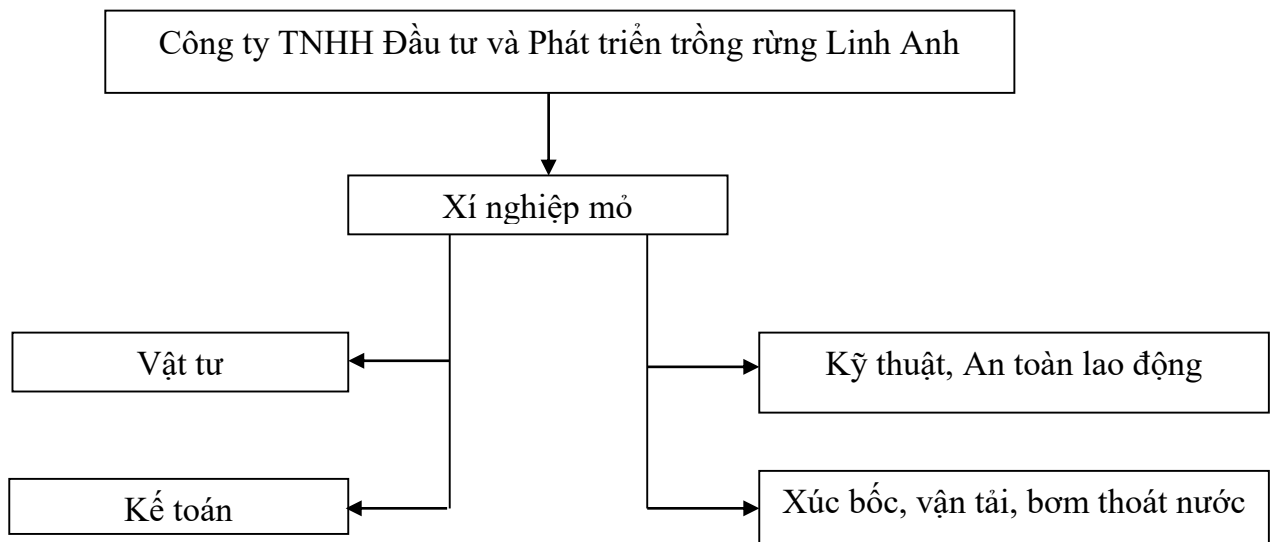 Công ty TNHH Đầu tư và Phát triển trồng rừng Linh Anh
Xí nghiệp mỏ
Vật tư
Kỹ thuật, An toàn lao động
Kế toán
Xúc bốc, vận tải, bơm thoát nước